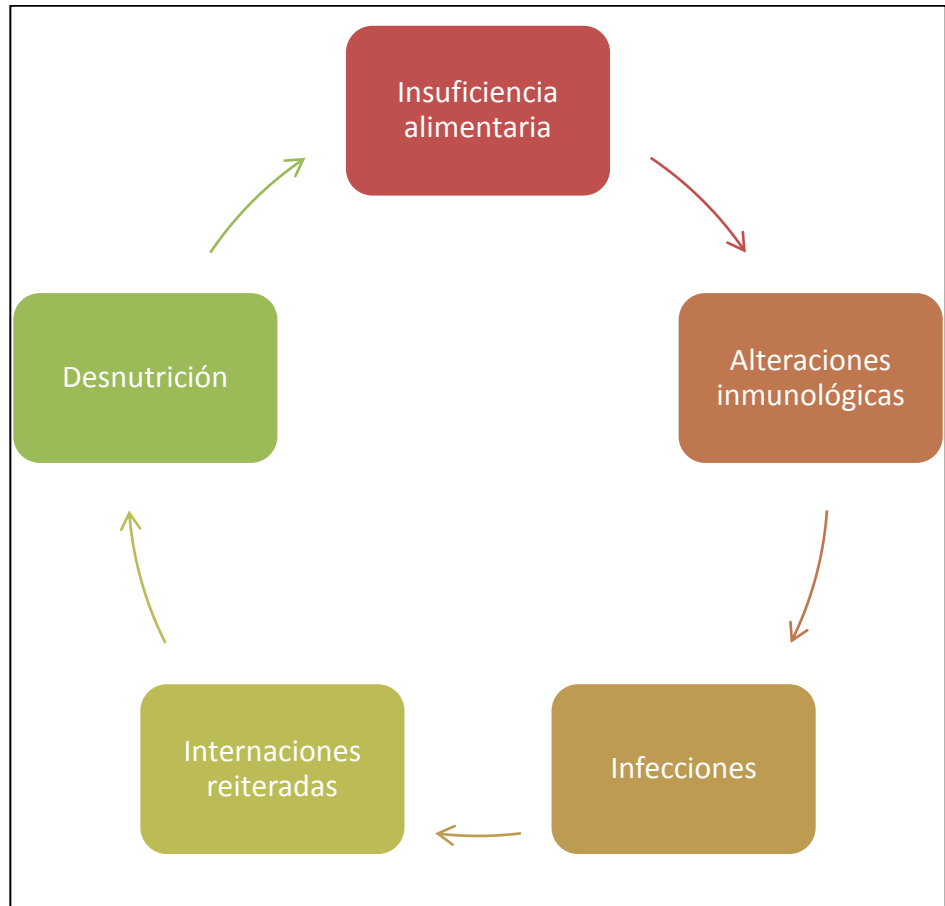 Insuficiencia
alimentaria
Alteraciones
inmunológicas
Infecciones
Internaciones
reiteradas
Desnutrición